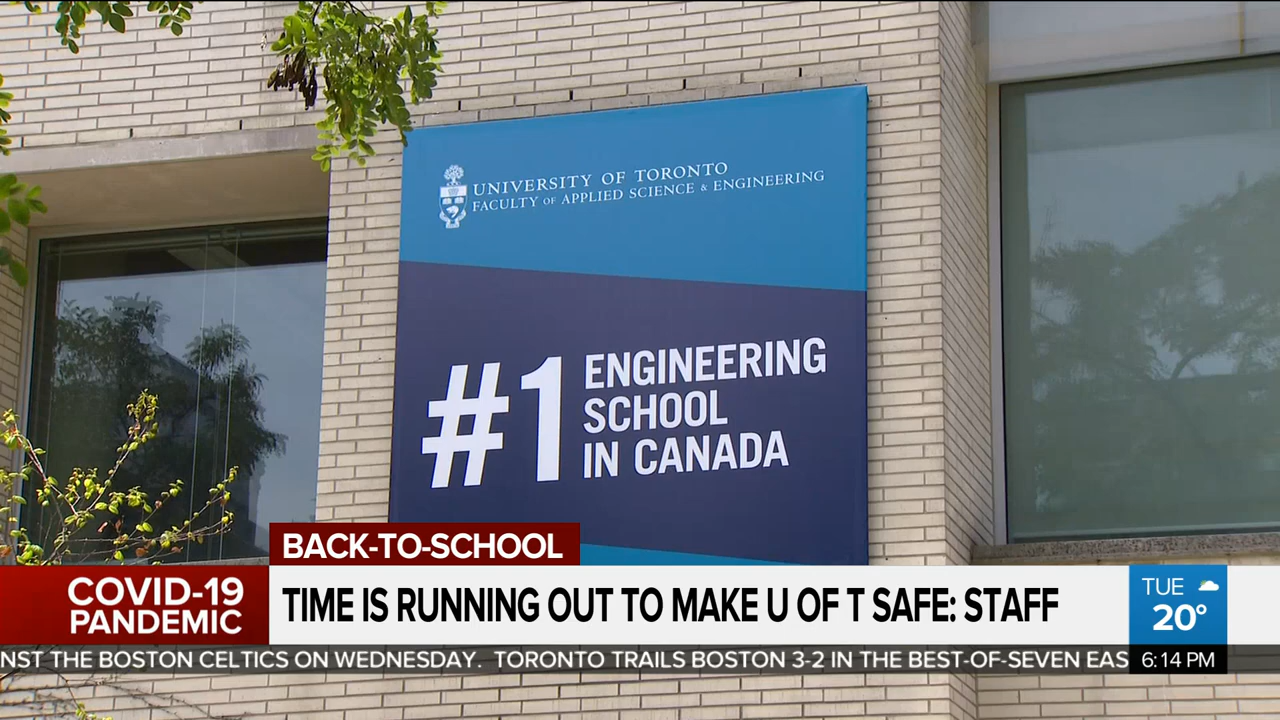 UNIVERSITY OF TORONTO
FACULTY OF APPLIED SCIENCE & ENGINEERING
#1 ENGINEERING
SCHOOL
IN CANADA
BACK-TO-SCHOOL
COVID-19
PANDEMIC
TIME IS RUNNING OUT TO MAKE U OF T SAFE: STAFF
TUE
20°
NST THE BOSTON CELTICS ON WEDNESDAY. TORONTO TRAILS BOSTON 3-2 IN THE BEST-OF-SEVEN EAS
6:14 PM